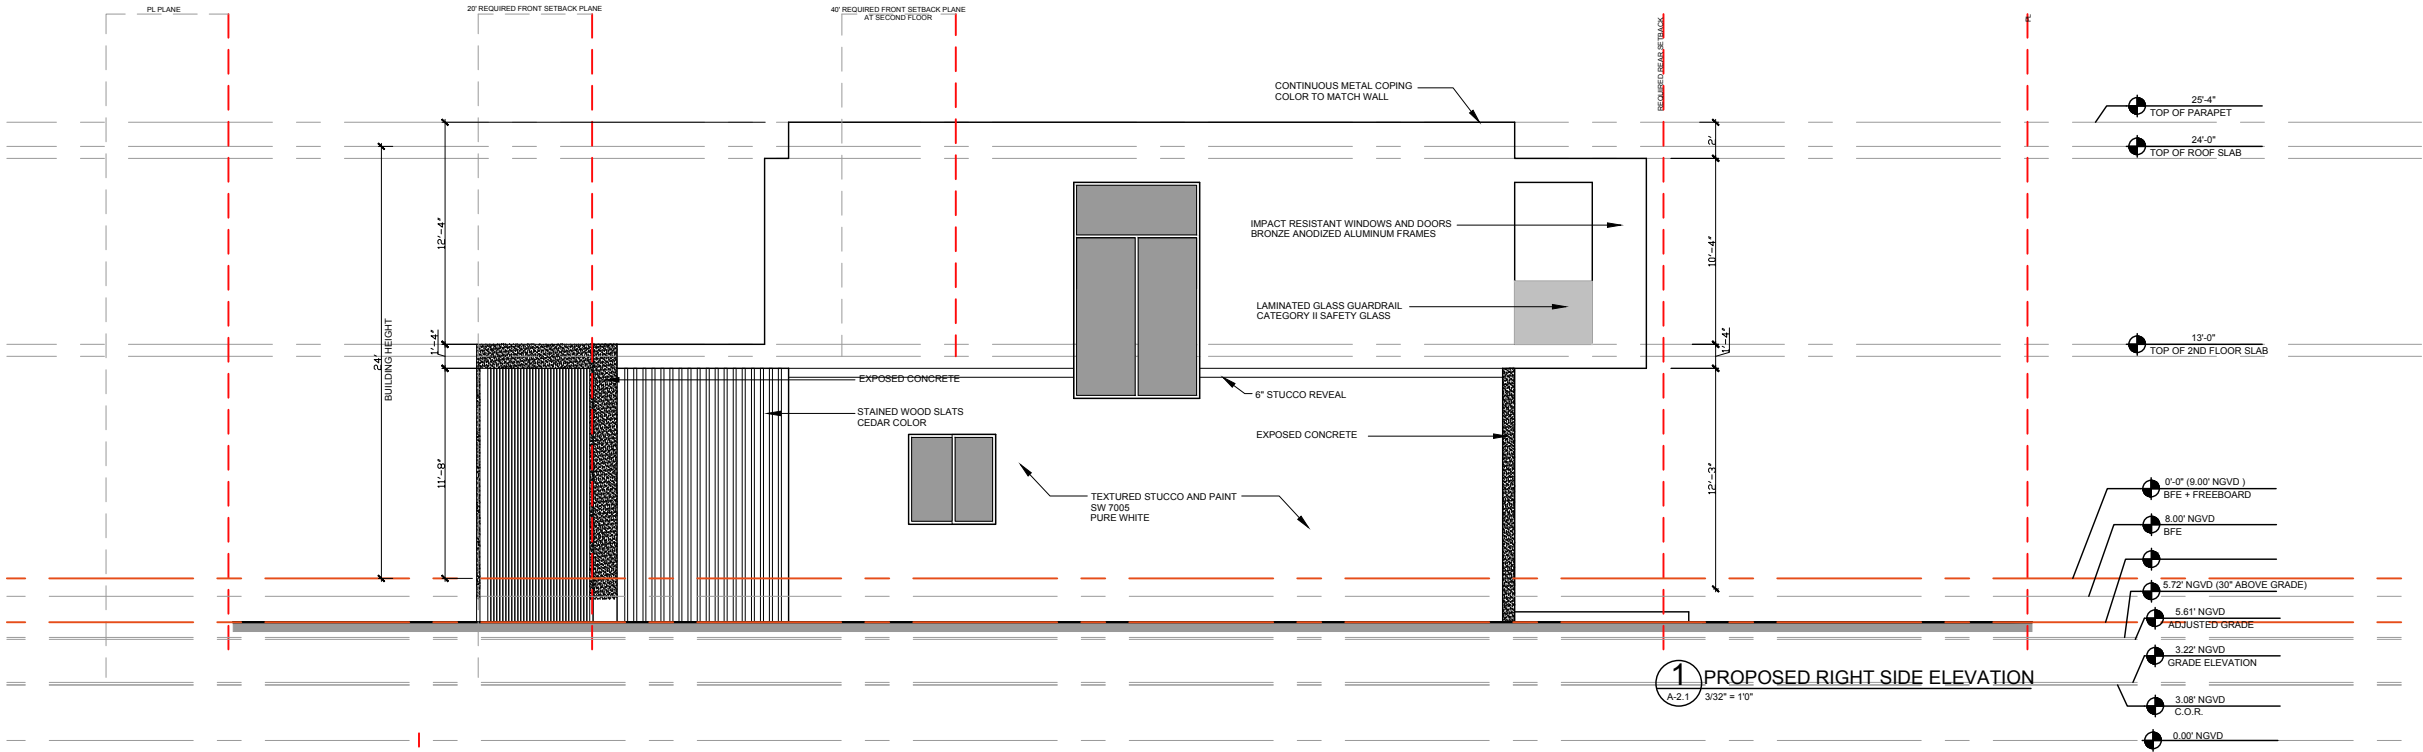 PL PLANE
20' REQUIRED FRONT SETBACK PLANE
40' REQUIRED FRONT SETBACK PLANE
AT SECOND FLOOR
REQUIRED REAR SETBACK
PL
CONTINUOUS METAL COPING
COLOR TO MATCH WALL
25'-4"
TOP OF PARAPET
24'-0"
TOP OF ROOF SLAB
2'
12'-4"
IMPACT RESISTANT WINDOWS AND DOORS
BRONZE ANODIZED ALUMINUM FRAMES
10'-4"
LAMINATED GLASS GUARDRAIL
CATEGORY II SAFETY GLASS
1'-4"
1'-4"
13'-0"
TOP OF 2ND FLOOR SLAB
24'
BUILDING HEIGHT
EXPOSED CONCRETE
6" STUCCO REVEAL
STAINED WOOD SLATS
CEDAR COLOR
EXPOSED CONCRETE
11'-8"
12'-3"
TEXTURED STUCCO AND PAINT
SW 7005
PURE WHITE
0'-0" (9.00' NGVD )
BFE + FREEBOARD
8.00' NGVD
BFE
5.72' NGVD (30" ABOVE GRADE)
5.61' NGVD
ADJUSTED GRADE
3.22' NGVD
GRADE ELEVATION
3.08' NGVD
C.O.R.
0.00' NGVD
1
A-2.1
PROPOSED RIGHT SIDE ELEVATION
3/32" = 1'0"